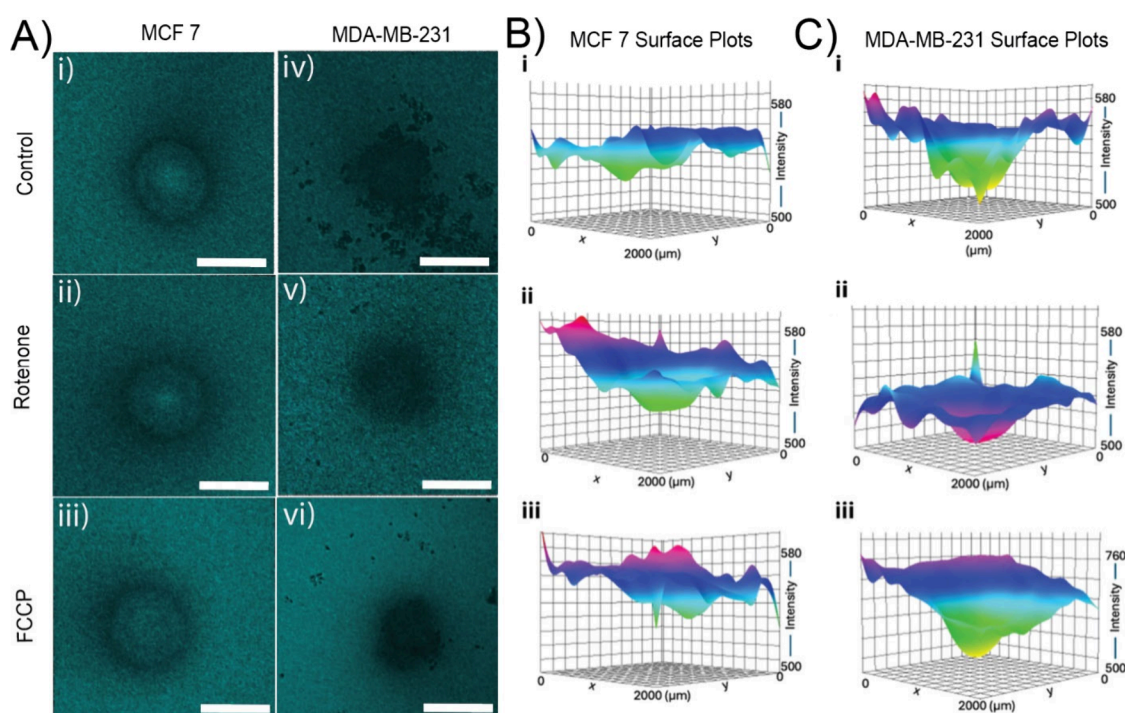 A)
MCF 7
MDA-MB-231
Control
i)
iv)
Rotenone
ii)
v)
FCCP
iii)
vi)
B)
MCF 7 Surface Plots
i
580
Intensity
500
0
x
2000 (µm)
y
0
ii
580
Intensity
500
0
x
2000 (µm)
y
0
iii
580
Intensity
500
0
x
2000 (µm)
y
0
C)
MDA-MB-231 Surface Plots
i
580
Intensity
500
0
x
2000
(µm)
y
0
ii
580
Intensity
500
0
x
2000 (µm)
y
0
iii
760
Intensity
500
0
x
2000 (µm)
y
0